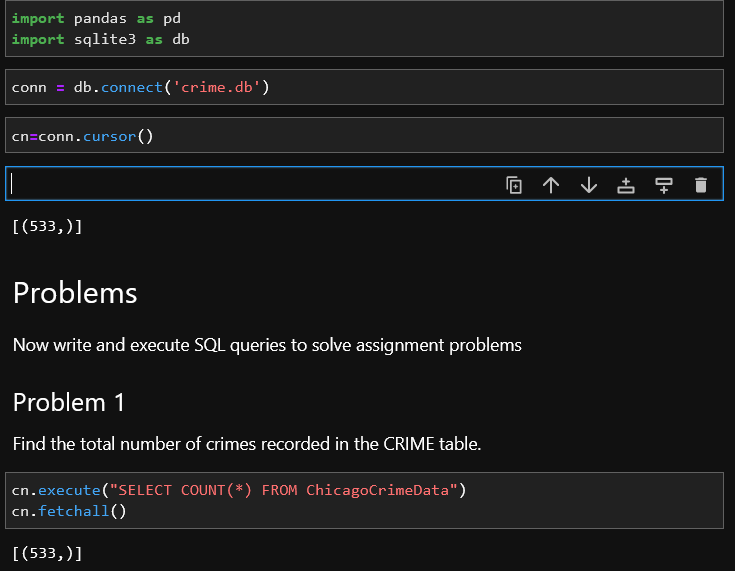 import pandas as pd
import sqlite3 as db
conn = db.connect('crime.db')
cn=conn.cursor()
[(533,)]
Problems
Now write and execute SQL queries to solve assignment problems
Problem 1
Find the total number of crimes recorded in the CRIME table.
cn.execute("SELECT COUNT(*) FROM ChicagoCrimeData")
cn.fetchall()
[(533,)]